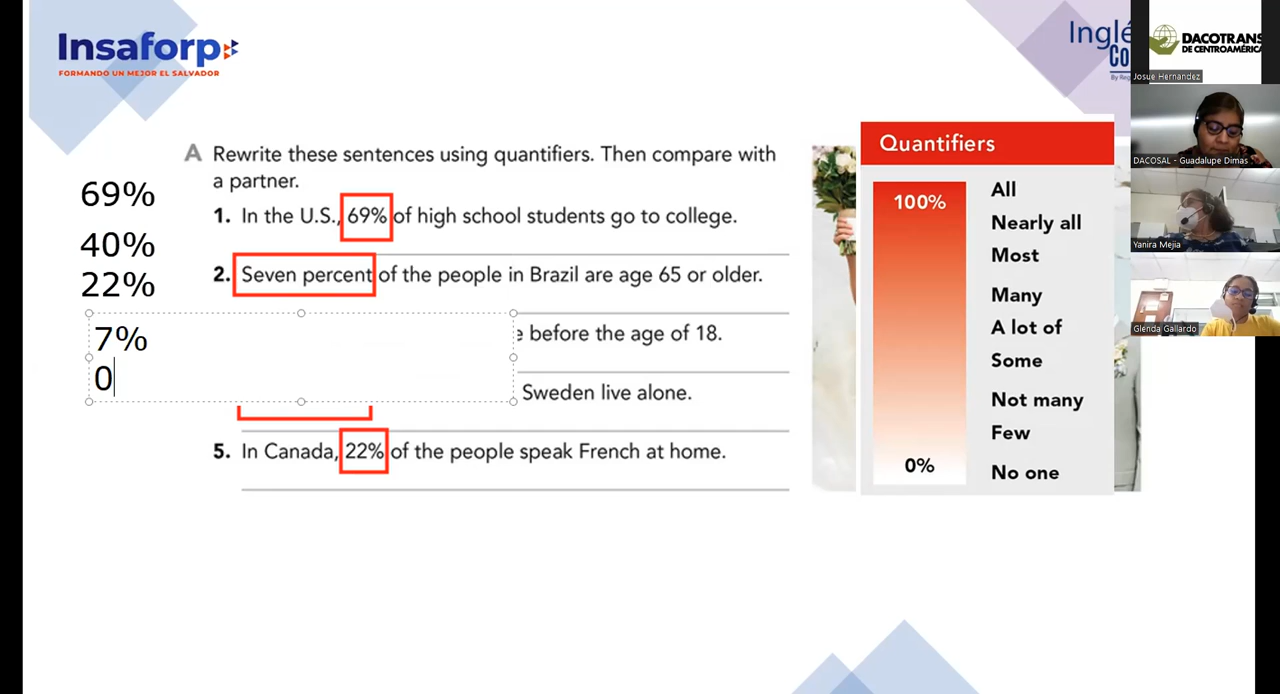 Insaforp
FORMANDO UN MEJOR EL SALVADOR
A Rewrite these sentences using quantifiers. Then compare with
a partner.
1. In the U.S., 69% of high school students go to college.
2. Seven percent of the people in Brazil are age 65 or older.
before the age of 18.
Sweden live alone.
5. In Canada, 22% of the people speak French at home.
69%
40%
22%
7%
0
Quantifiers
100%
0%
All
Nearly all
Most
Many
A lot of
Some
Not many
Few
No one
DACOTRANS
DE CENTROAMÉRICA
Josue Hernandez
DACOSAL - Guadalupe Dimas
Yanira Mejia
Glenda Gallardo